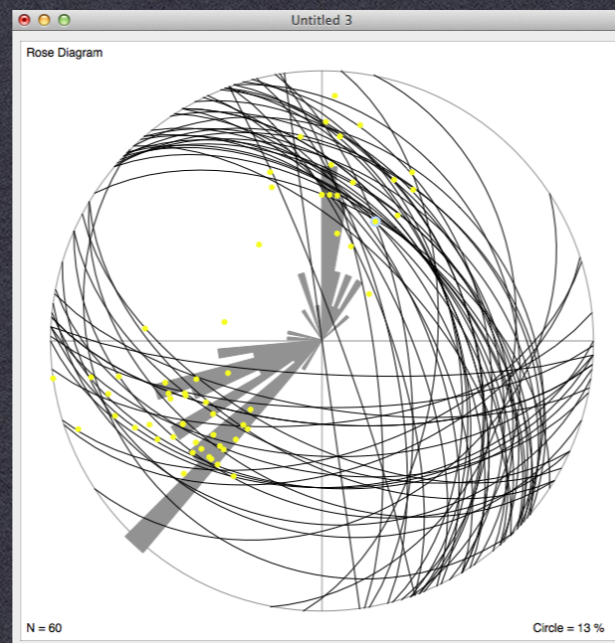 Untitled 3
Rose Diagram
N = 60
Circle = 13 %